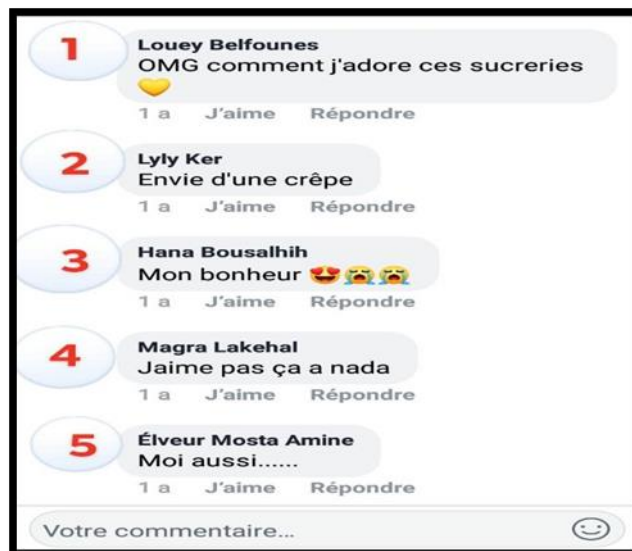 1
Louey Belfounes
OMG comment j'adore ces sucreries
💛
1 a J'aime Répondre
2
Lyly Ker
Envie d'une crêpe
1 a J'aime Répondre
3
Hana Bousalhih
Mon bonheur 😍😭😭
1 a J'aime Répondre
4
Magra Lakehal
Jaime pas ça a nada
1 a J'aime Répondre
5
Élveur Mosta Amine
Moi aussi......
1 a J'aime Répondre
Votre commentaire...